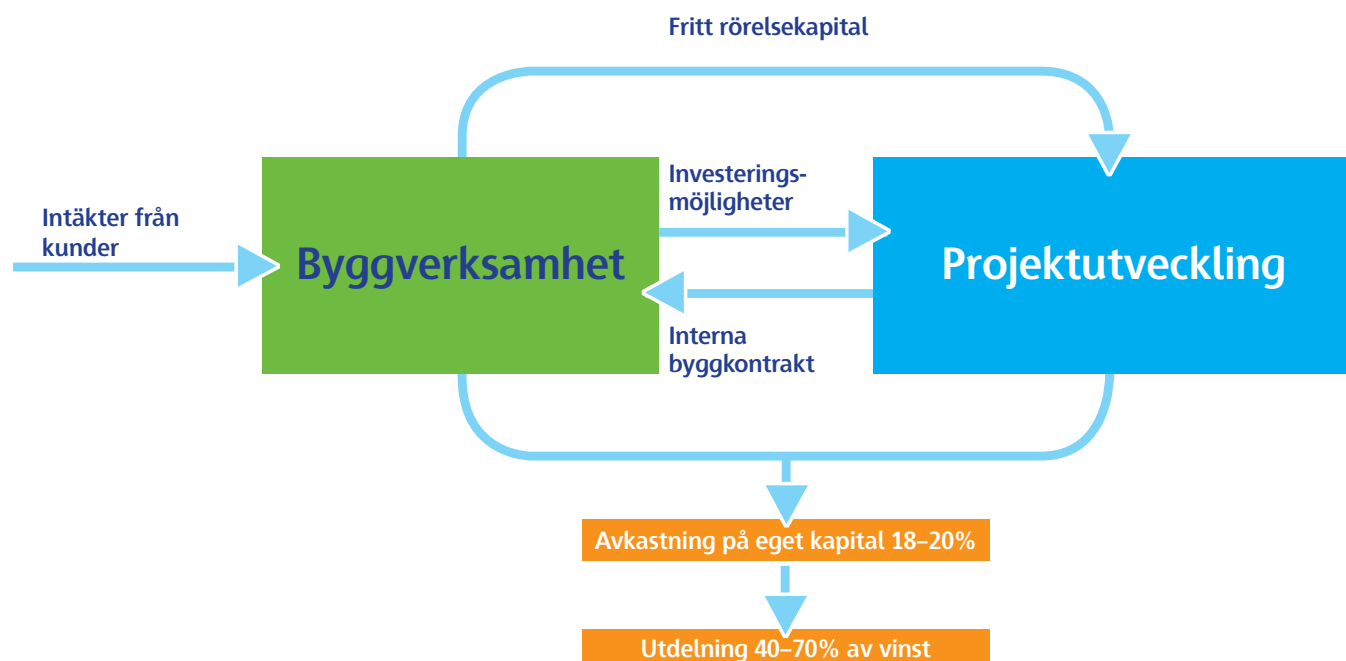 Fritt rörelsekapital
Intäkter från
kunder
Byggverksamhet
Investerings-
möjligheter
Interna
byggkontrakt
Projektutveckling
Avkastning på eget kapital 18–20%
Utdelning 40–70% av vinst